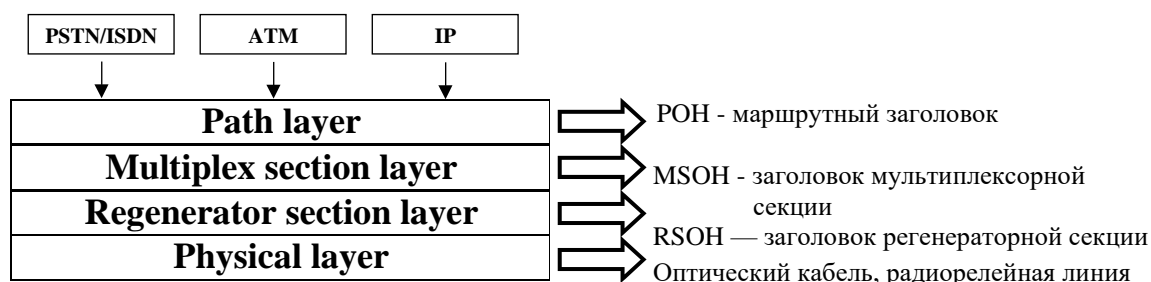 PSTN/ISDN ATM IP
Path layer
POH - маршрутный заголовок
Multiplex section layer
MSOH - заголовок мультиплексорной
секции
Regenerator section layer
RSOH — заголовок регенераторной секции
Physical layer
Оптический кабель, радиорелейная линия